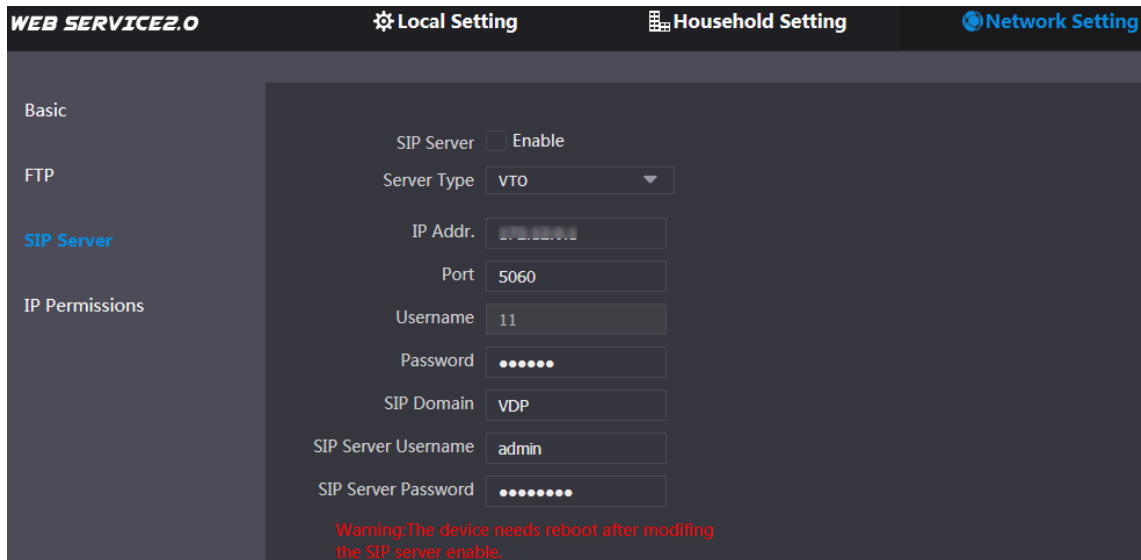 WEB SERVICE2.0 Local Setting Household Setting Network Setting
Basic
SIP Server Enable
FTP
Server Type VTO
IP Addr.
SIP Server
Port 5060
IP Permissions
Username 11
Password ••••••
SIP Domain VDP
SIP Server Username admin
SIP Server Password ••••••••
Warning:The device needs reboot after modifing
the SIP server enable.